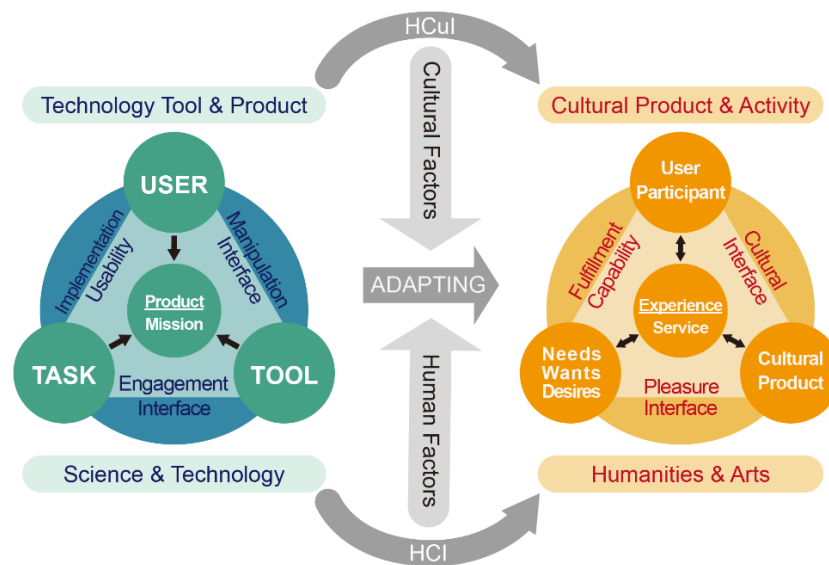 HCuI
Technology Tool & Product
Cultural Factors
Cultural Product & Activity
USER
Implementation
Usability
Manipulation
Interface
Product
Mission
TASK
TOOL
Engagement
Interface
Science & Technology
ADAPTING
Human Factors
HCI
User
Participant
Fulfillment
Capability
Cultural
Interface
Experience
Service
Needs
Wants
Desires
Cultural
Product
Pleasure
Interface
Humanities & Arts